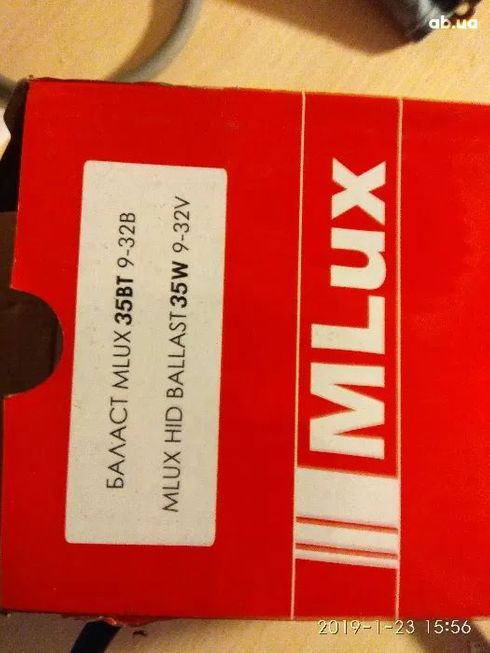 ab.ua
БАЛАСТ MLUX 35ВТ 9-32В
MLUX HID BALLAST 35W 9-32V
MLux
2019-1-23 15:56